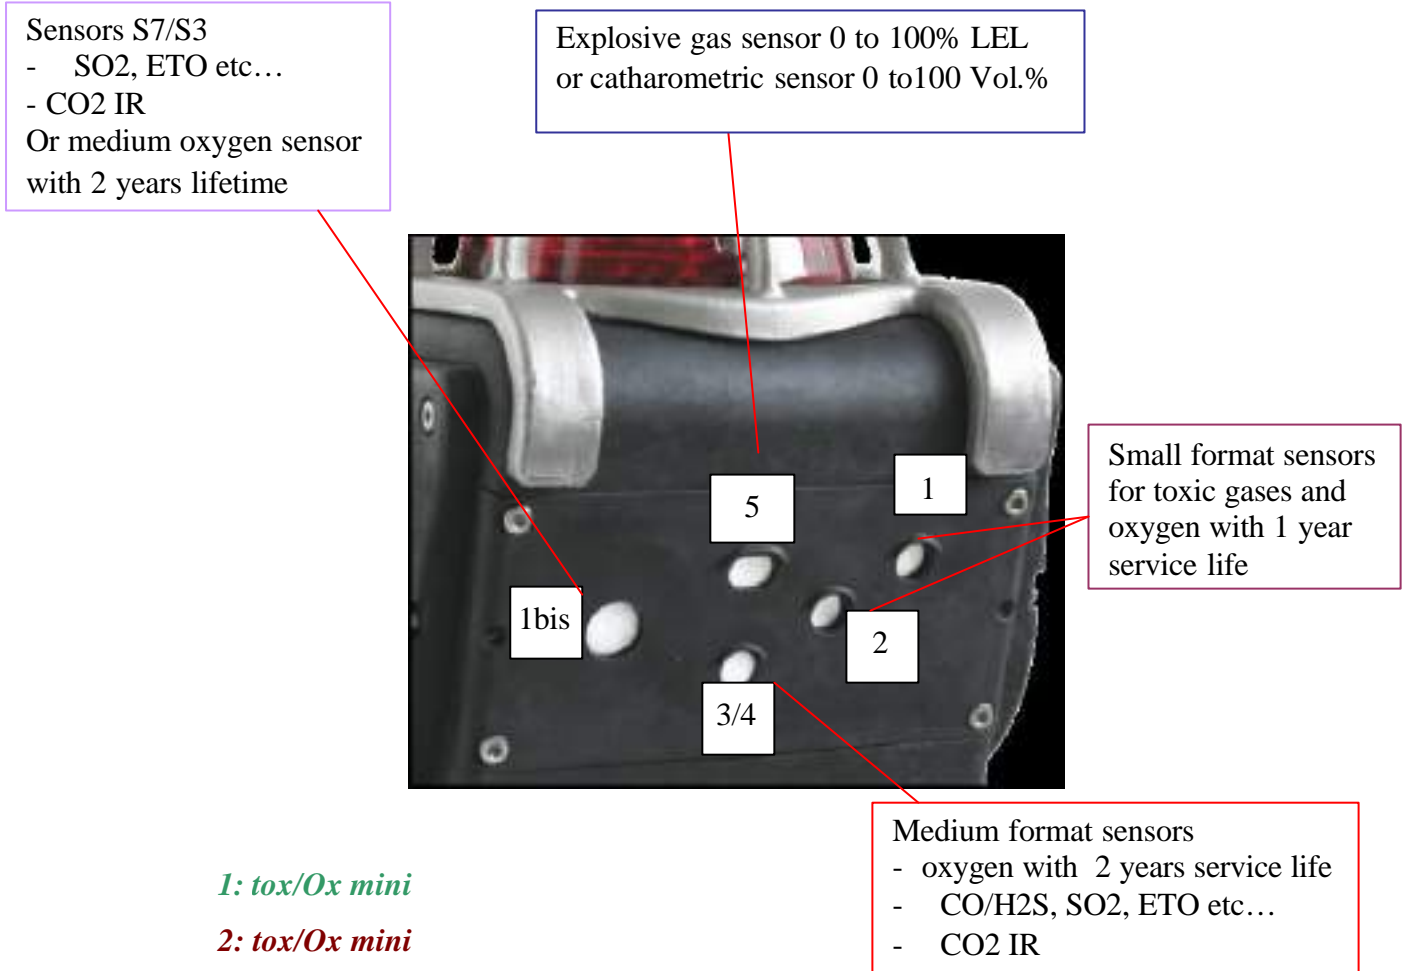 Sensors S7/S3
- SO2, ETO etc…
- CO2 IR
Or medium oxygen sensor
with 2 years lifetime
Explosive gas sensor 0 to 100% LEL
or catharometric sensor 0 to100 Vol.%
Small format sensors
for toxic gases and
oxygen with 1 year
service life
1
5
1bis
2
3/4
Medium format sensors
- oxygen with 2 years service life
- CO/H2S, SO2, ETO etc…
- CO2 IR
1: tox/Ox mini
2: tox/Ox mini